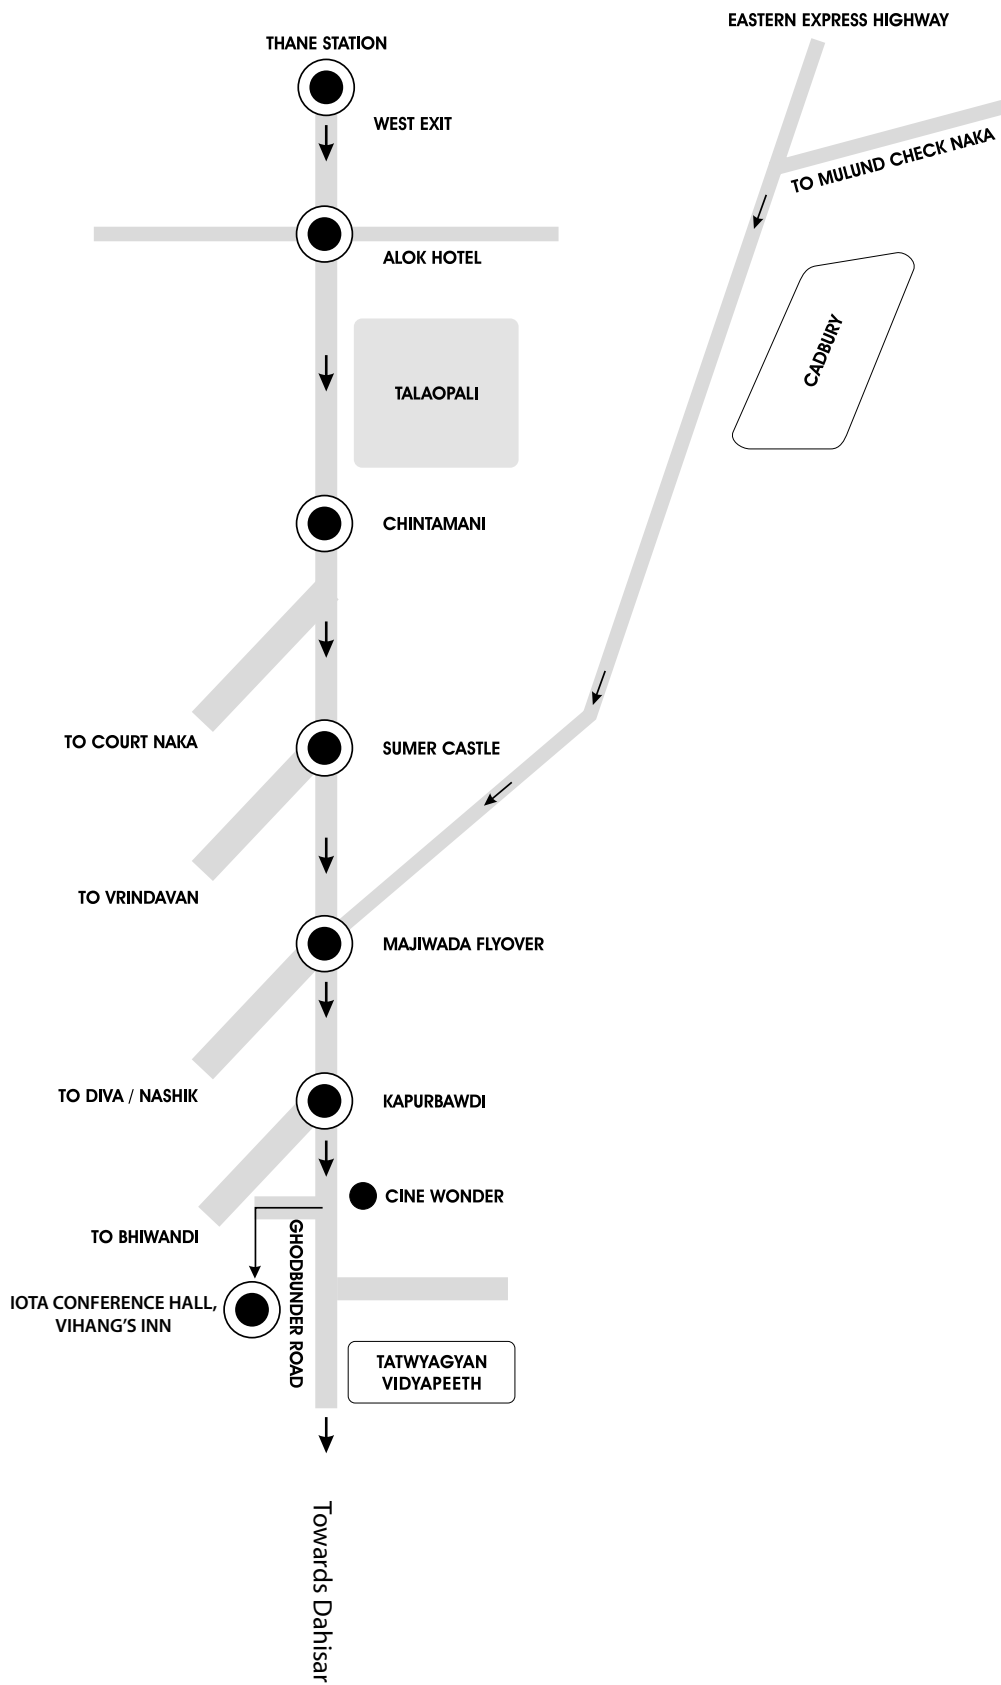 EASTERN EXPRESS HIGHWAY
THANE STATION
WEST EXIT
TO MULUND CHECK NAKA
ALOK HOTEL
CADBURY
TALAOPALI
CHINTAMANI
TO COURT NAKA
SUMER CASTLE
TO VRINDAVAN
MAJIWADA FLYOVER
TO DIVA / NASHIK
KAPURBAWDI
CINE WONDER
TO BHIWANDI
GHODBUNDER ROAD
IOTA CONFERENCE HALL,
VIHANG'S INN
TATWYAGYAN
VIDYAPEETH
Towards Dahisar